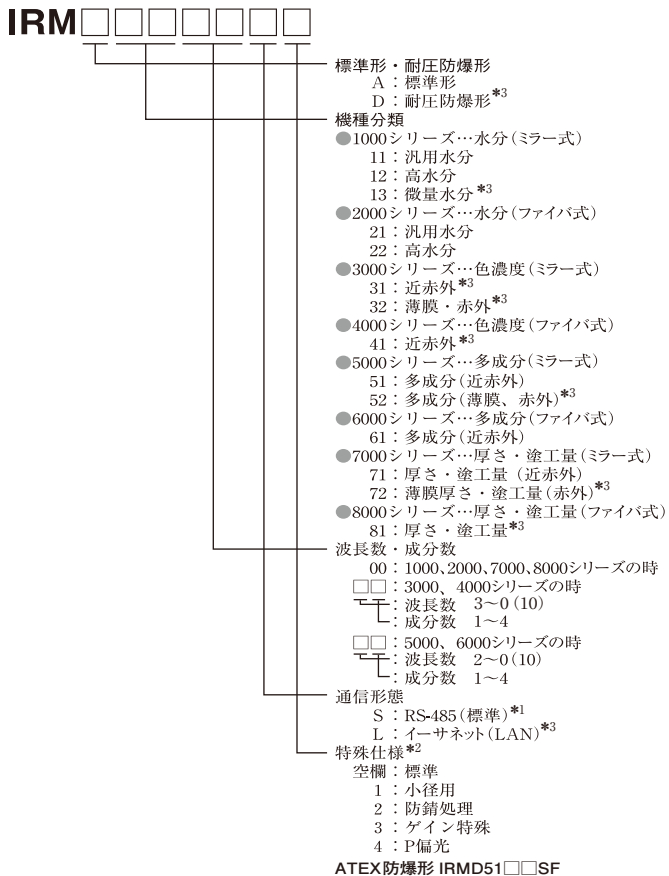 IRM□□□□□□□
標準形・耐圧防爆形
A：標準形
D：耐圧防爆形*3
機種分類
●1000シリーズ…水分(ミラー式)
11：汎用水分
12：高水分
13：微量水分*3
●2000シリーズ…水分(ファイバ式)
21：汎用水分
22：高水分
●3000シリーズ…色濃度(ミラー式)
31：近赤外*3
32：薄膜・赤外*3
●4000シリーズ…色濃度(ファイバ式)
41：近赤外*3
●5000シリーズ…多成分(ミラー式)
51：多成分(近赤外)
52：多成分(薄膜、赤外)*3
●6000シリーズ…多成分(ファイバ式)
61：多成分(近赤外)
●7000シリーズ…厚さ・塗工量(ミラー式)
71：厚さ・塗工量 (近赤外)
72：薄膜厚さ・塗工量(赤外)*3
●8000シリーズ…厚さ・塗工量(ファイバ式)
81：厚さ・塗工量*3
波長数・成分数
00：1000、2000、7000、8000シリーズの時
□□：3000、4000シリーズの時
：波長数 3～0(10)
：成分数 1～4
□□：5000、6000シリーズの時
：波長数 2～0(10)
：成分数 1～4
通信形態
S：RS-485(標準)*1
L：イーサネット(LAN)*3
特殊仕様*2
空欄：標準
1：小径用
2：防錆処理
3：ゲイン特殊
4：P偏光
ATEX防爆形 IRMD51□□SF